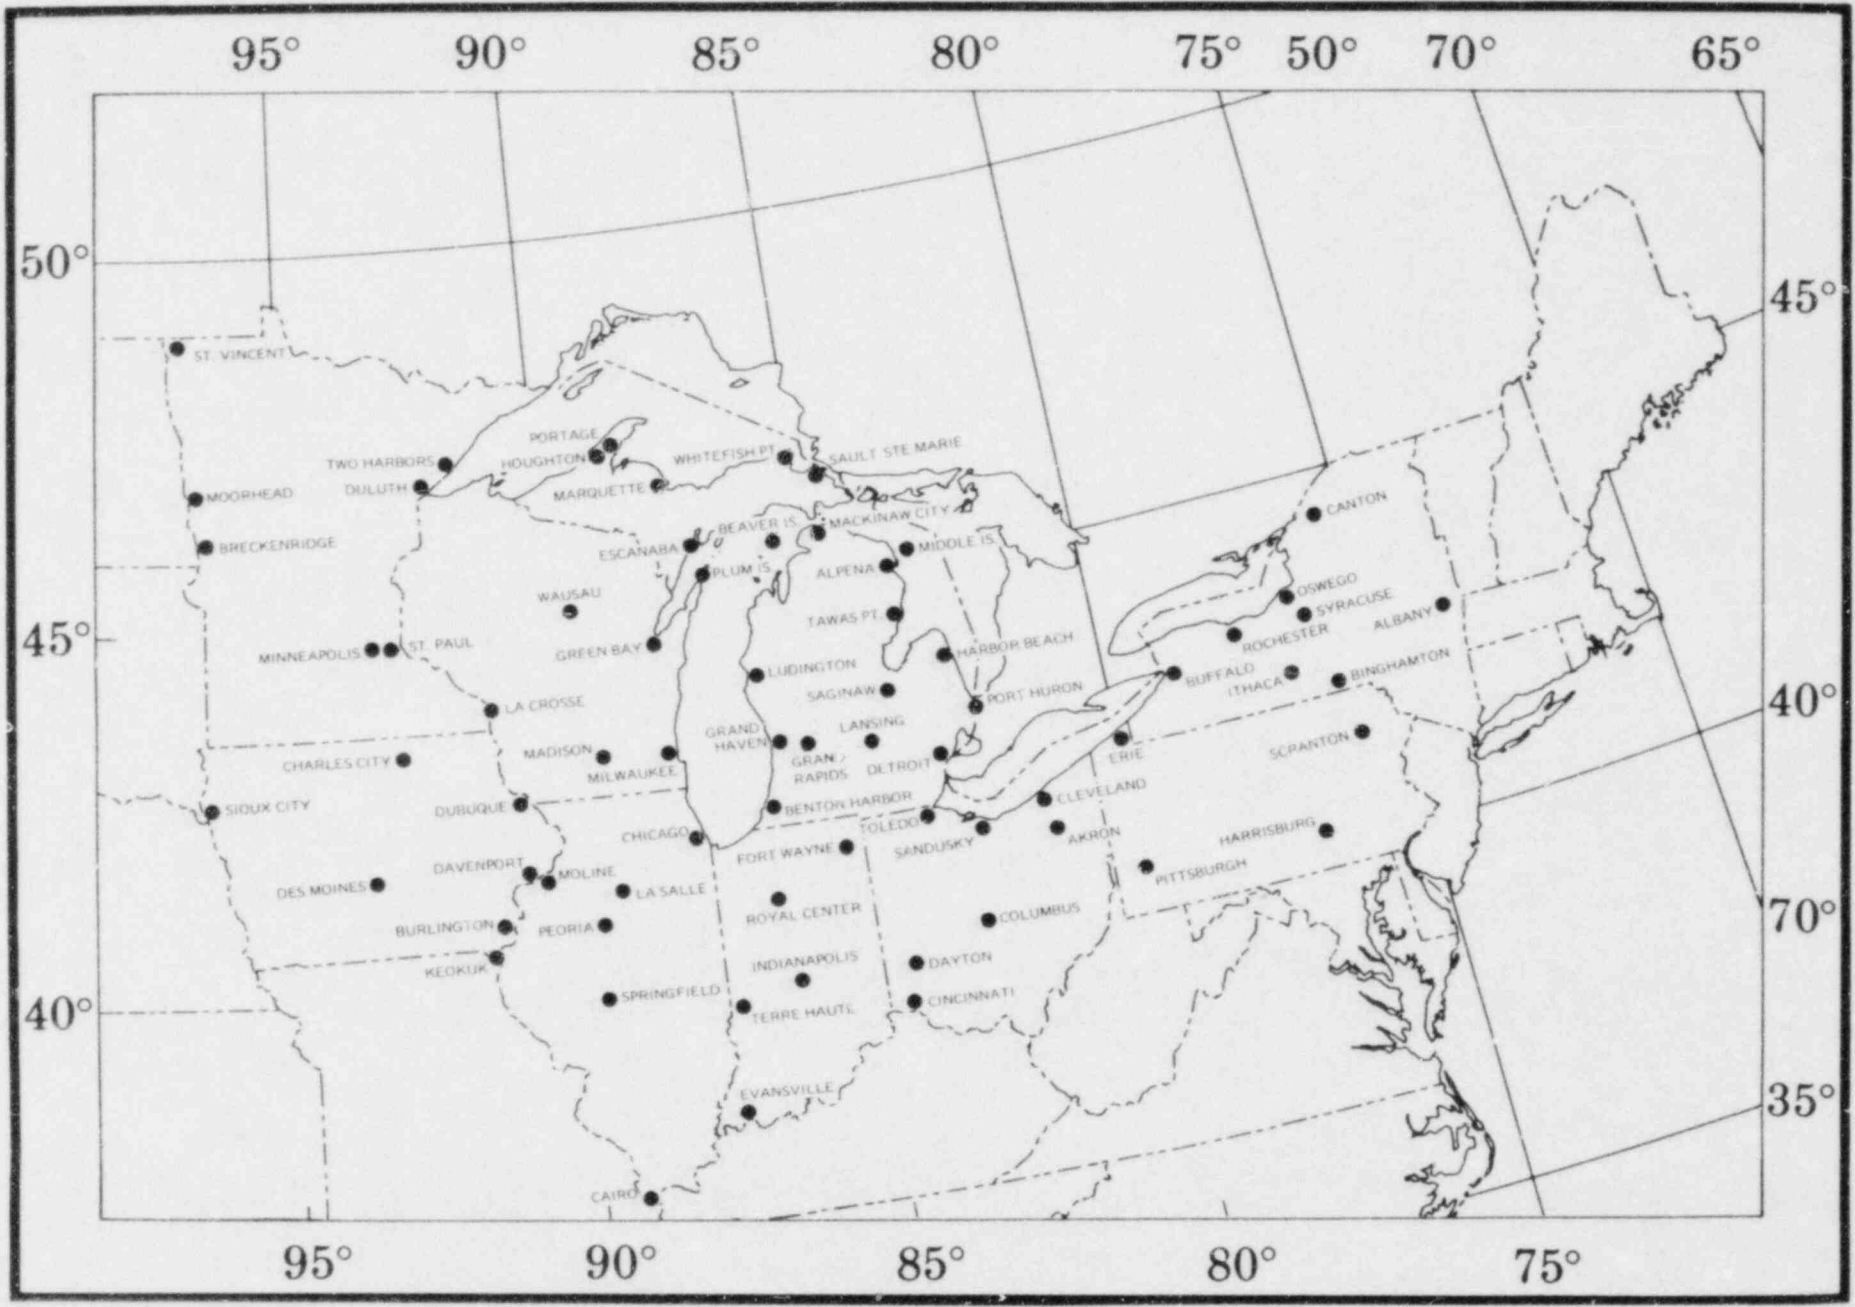 95° 90° 85° 80° 75° 50° 70° 65°
50°
45°
ST. VINCENT
PORTAGE
TWO HARBORS
HOUGHTON
WHITEFISH PT.
SAULT STE MARIE
MOORHEAD
DULUTH
MARQUETTE
CANTON
BEAVER IS.
MACKINAW CITY
BRECKENRIDGE
ESCANABA
MIDDLE IS.
PLUM IS.
ALPENA
WAUSAU
OSWEGO
SYRACUSE
TAWAS PT.
ALBANY
45°
MINNEAPOLIS
ST. PAUL
GREEN BAY
HARBOR BEACH
ROCHESTER
LUDINGTON
BUFFALO
ITHACA
BINGHAMTON
SAGINAW
PORT HURON
40°
LA CROSSE
GRAND
HAVEN
LANSING
MADISON
MILWAUKEE
GRAND
RAPIDS
DETROIT
ERIE
SCRANTON
CHARLES CITY
SIOUX CITY
DUBUQUE
BENTON HARBOR
CLEVELAND
CHICAGO
TOLEDO
SANDUSKY
AKRON
HARRISBURG
FORT WAYNE
DAVENPORT
MOLINE
PITTSBURGH
DES MOINES
LA SALLE
ROYAL CENTER
COLUMBUS
70°
BURLINGTON
PEORIA
KEOKUK
INDIANAPOLIS
DAYTON
SPRINGFIELD
CINCINNATI
40°
TERRE HAUTE
EVANSVILLE
35°
CAIRO
95° 90° 85° 80° 75°